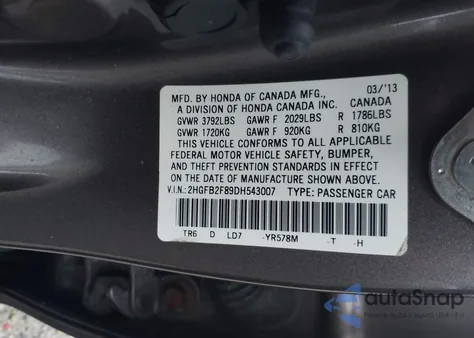 MFD. BY HONDA OF CANADA MFG., 03/'13
A DIVISION OF HONDA CANADA INC. CANADA
GVWR 3792LBS GAWR F 2029LBS R 1786LBS
GVWR 1720KG GAWR F 920KG R 810KG
THIS VEHICLE CONFORMS TO ALL APPLICABLE
FEDERAL MOTOR VEHICLE SAFETY, BUMPER,
AND THEFT PREVENTION STANDARDS IN EFFECT
ON THE DATE OF MANUFACTURE SHOWN ABOVE.
V.I.N.: 2HGFB2F89DH543007 TYPE: PASSENGER CAR
TR6 D LD7 -YR578M -T -H
autoSnap